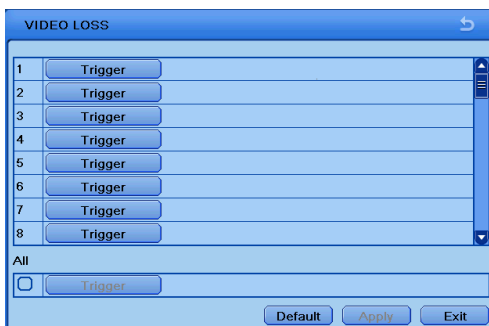 VIDEO LOSS
1 Trigger
2 Trigger
3 Trigger
4 Trigger
5 Trigger
6 Trigger
7 Trigger
8 Trigger
All
Trigger
Default Apply Exit